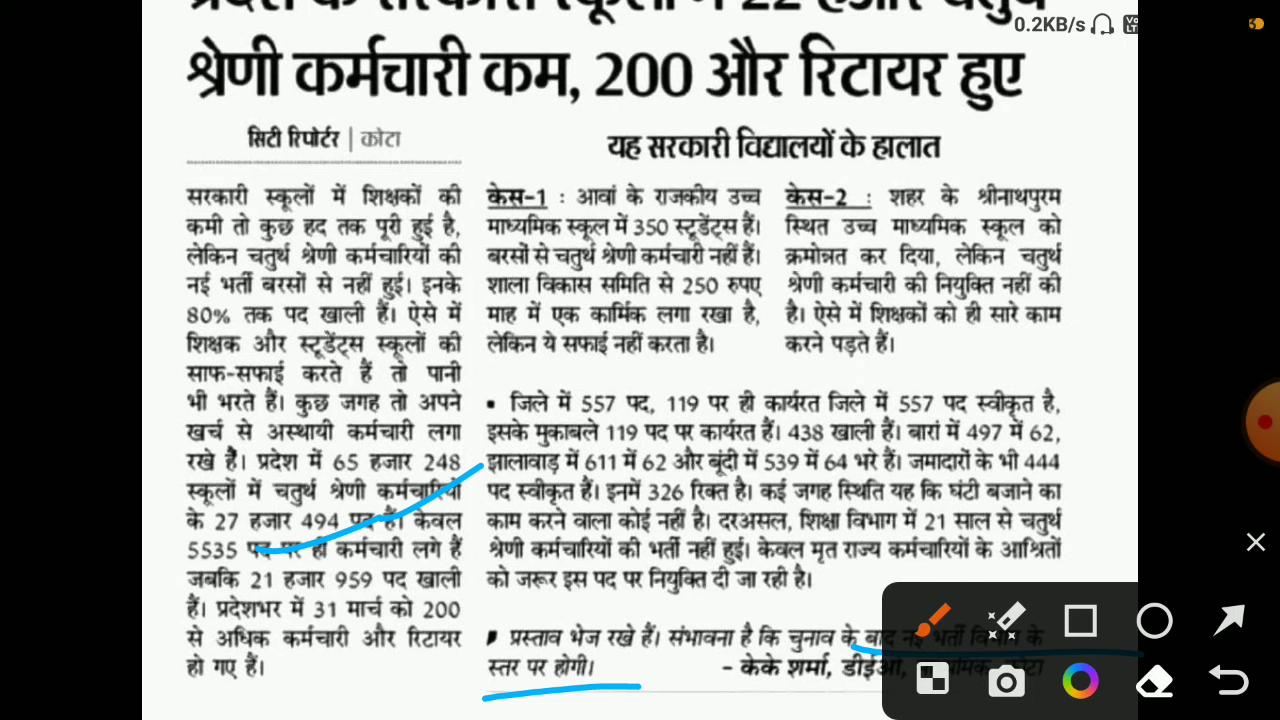 प्रदेश के सरकारी स्कूलों में 22 हजार चतुर्थ
0.2KB/s
श्रेणी कर्मचारी कम, 200 और रिटायर हुए
सिटी रिपोर्टर | कोटा
सरकारी स्कूलों में शिक्षकों की
कमी तो कुछ हद तक पूरी हुई है,
लेकिन चतुर्थ श्रेणी कर्मचारियों की
नई भर्ती बरसों से नहीं हुई। इनके
80% तक पद खाली हैं। ऐसे में
शिक्षक और स्टूडेंट्स स्कूलों की
साफ-सफाई करते हैं तो पानी
भी भरते हैं। कुछ जगह तो अपने
खर्च से अस्थायी कर्मचारी लगा
रखे हैं। प्रदेश में 65 हजार 248
स्कूलों में चतुर्थ श्रेणी कर्मचारियों
के 27 हजार 494 पद हैं। केवल
5535 पद पर ही कर्मचारी लगे हैं
जबकि 21 हजार 959 पद खाली
हैं। प्रदेशभर में 31 मार्च को 200
से अधिक कर्मचारी और रिटायर
हो गए हैं।
यह सरकारी विद्यालयों के हालात
केस-1 : आवां के राजकीय उच्च
माध्यमिक स्कूल में 350 स्टूडेंट्स हैं।
बरसों से चतुर्थ श्रेणी कर्मचारी नहीं हैं।
शाला विकास समिति से 250 रुपए
माह में एक कार्मिक लगा रखा है,
लेकिन ये सफाई नहीं करता है।
केस-2 : शहर के श्रीनाथपुरम
स्थित उच्च माध्यमिक स्कूल को
क्रमोन्नत कर दिया, लेकिन चतुर्थ
श्रेणी कर्मचारी की नियुक्ति नहीं की
है। ऐसे में शिक्षकों को ही सारे काम
करने पड़ते हैं।
▪ जिले में 557 पद, 119 पर ही कार्यरत जिले में 557 पद स्वीकृत है,
इसके मुकाबले 119 पद पर कार्यरत हैं। 438 खाली हैं। बारां में 497 में 62,
झालावाड़ में 611 में 62 और बूंदी में 539 में 64 भरे हैं। जमादारों के भी 444
पद स्वीकृत हैं। इनमें 326 रिक्त है। कई जगह स्थिति यह कि घंटी बजाने का
काम करने वाला कोई नहीं है। दरअसल, शिक्षा विभाग में 21 साल से चतुर्थ
श्रेणी कर्मचारियों की भर्ती नहीं हुई। केवल मृत राज्य कर्मचारियों के आश्रितों
को जरूर इस पद पर नियुक्ति दी जा रही है।
▪ प्रस्ताव भेज रखे हैं। संभावना है कि चुनाव के बाद नई भर्ती विभाग के
स्तर पर होगी। - केके शर्मा, डीईओ, कोटा